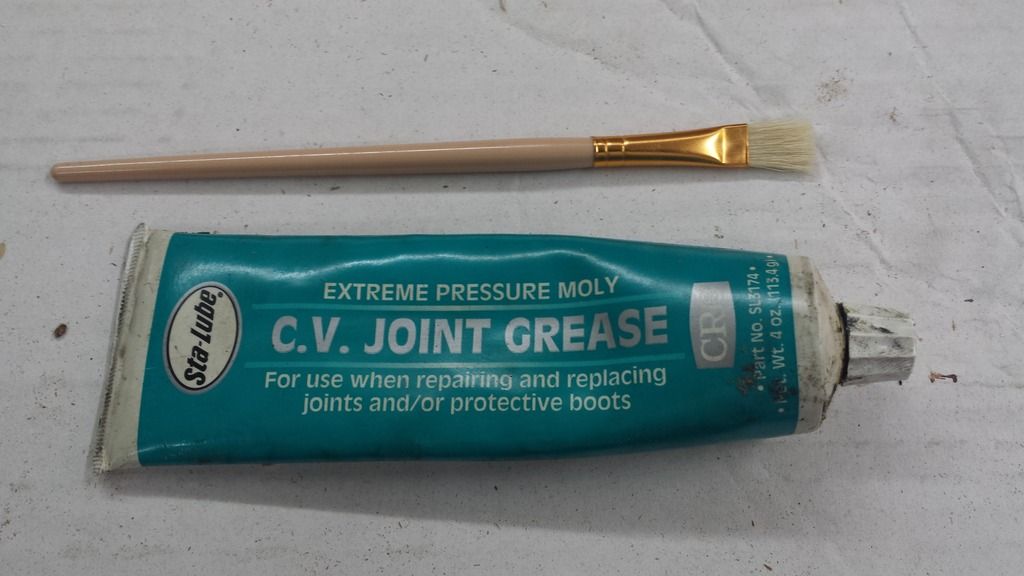 Sta-Lube®
EXTREME PRESSURE MOLY
C.V. JOINT GREASE
For use when repairing and replacing
joints and/or protective boots
CRC
• Part No. SL3174 •
• Net. Wt. 4 oz. (113.4g) •